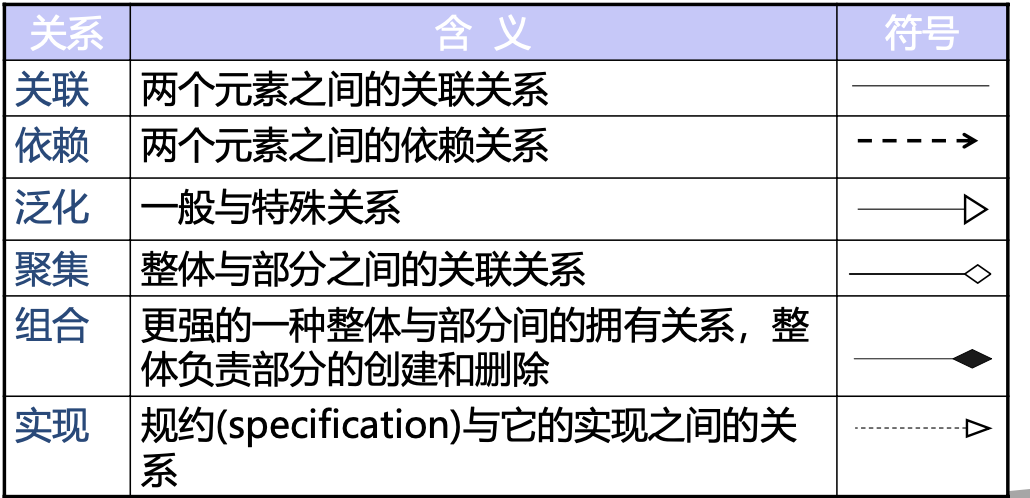 关系 含 义 符号
关联 两个元素之间的关联关系
依赖 两个元素之间的依赖关系
泛化 一般与特殊关系
聚集 整体与部分之间的关联关系
组合 更强的一种整体与部分间的拥有关系，整
体负责部分的创建和删除
实现 规约(specification)与它的实现之间的关
系